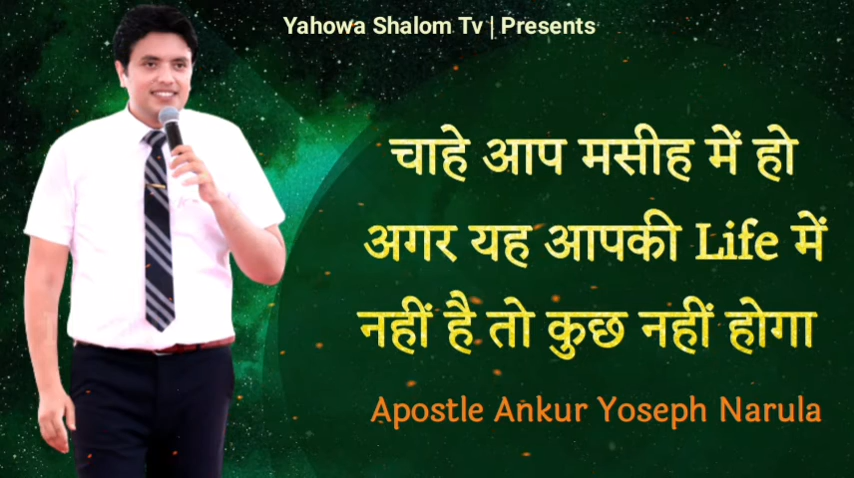 Yahowa Shalom Tv | Presents
चाहे आप मसीह में हो
अगर यह आपकी Life में
नहीं है तो कुछ नहीं होगा
Apostle Ankur Yoseph Narula